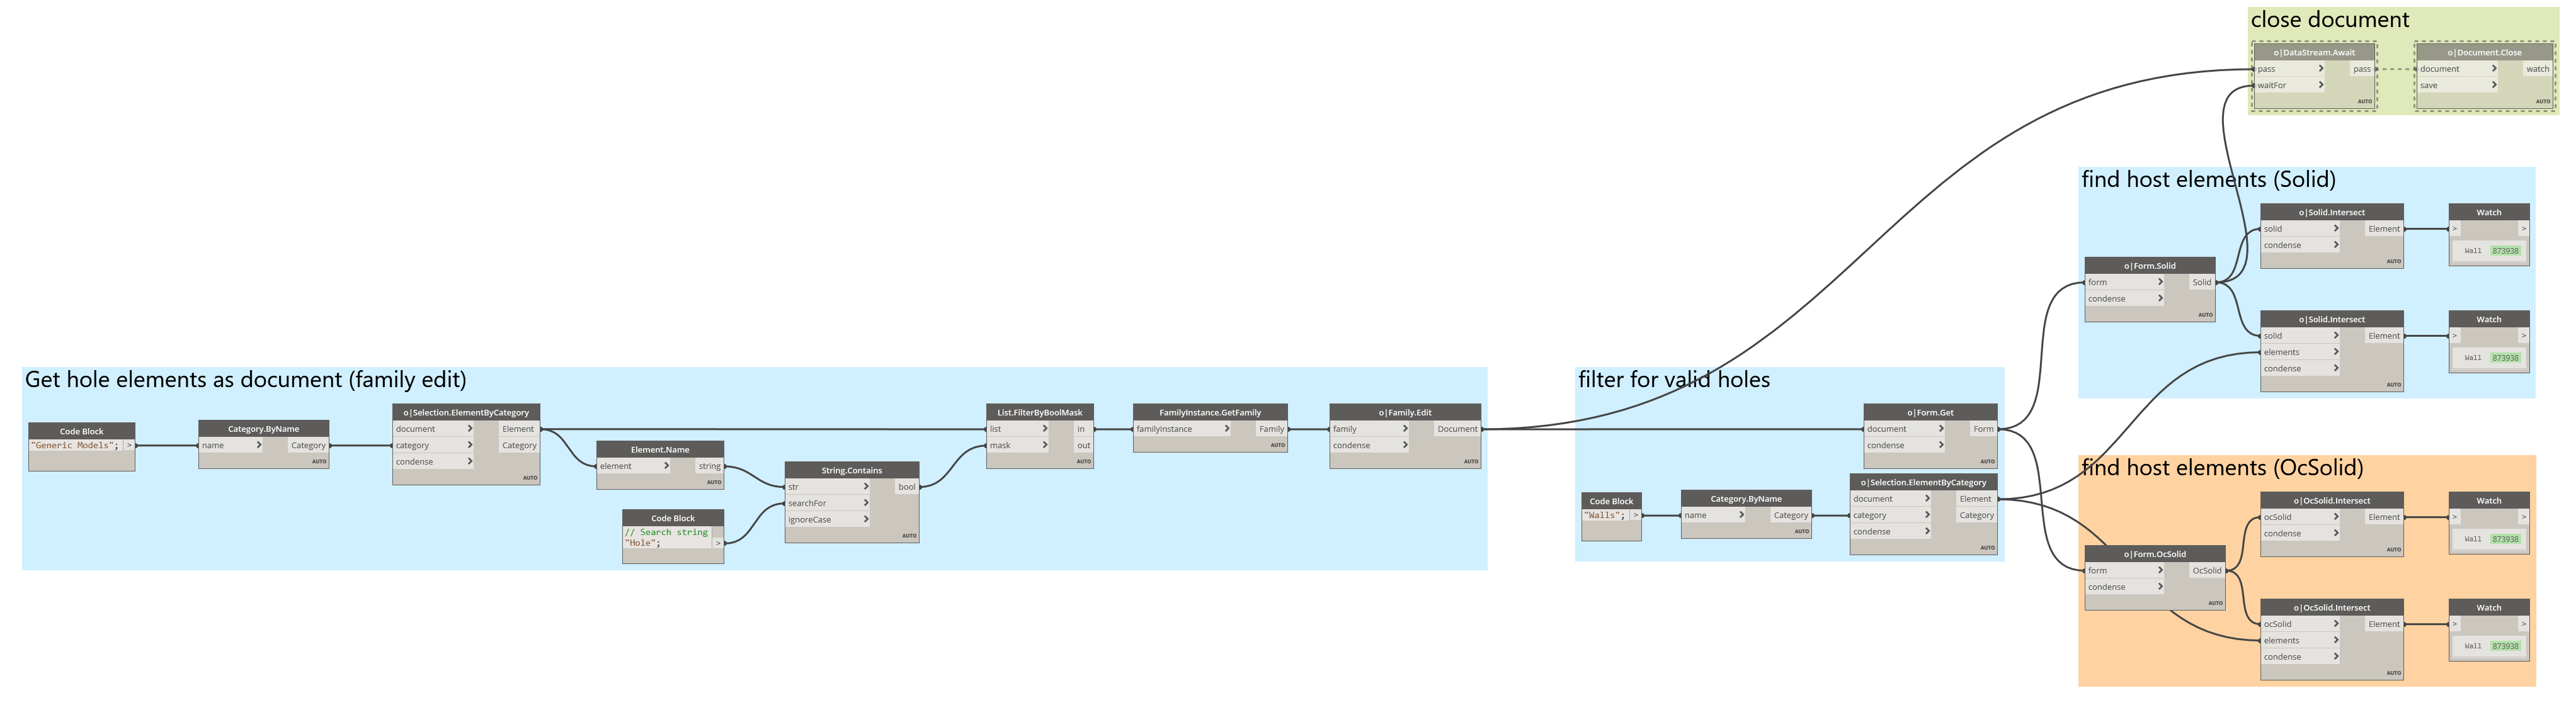 close document
o|DataStream.Await
pass > pass
waitFor >
AUTO
o|Document.Close
document > watch
save >
AUTO
find host elements (Solid)
o|Form.Solid
form > Solid
condense >
AUTO
o|Solid.Intersect
solid > Element
condense >
AUTO
Watch
> >
Wall 873938
o|Solid.Intersect
solid > Element
elements >
condense >
AUTO
Watch
> >
Wall 873938
Get hole elements as document (family edit)
Code Block
"Generic Models"; >
Category.ByName
name > Category
AUTO
o|Selection.ElementByCategory
document > Element
category > Category
condense >
AUTO
Element.Name
element > string
AUTO
Code Block
// Search string
"Hole"; >
String.Contains
str > bool
searchFor >
ignoreCase >
AUTO
List.FilterByBoolMask
list > in
mask > out
AUTO
FamilyInstance.GetFamily
familyInstance > Family
AUTO
o|Family.Edit
family > Document
condense >
AUTO
filter for valid holes
o|Form.Get
document > Form
condense >
AUTO
Code Block
"Walls"; >
Category.ByName
name > Category
AUTO
o|Selection.ElementByCategory
document > Element
category > Category
condense >
AUTO
find host elements (OcSolid)
o|Form.OcSolid
form > OcSolid
condense >
AUTO
o|OcSolid.Intersect
ocSolid > Element
condense >
AUTO
Watch
> >
Wall 873938
o|OcSolid.Intersect
ocSolid > Element
elements >
condense >
AUTO
Watch
> >
Wall 873938